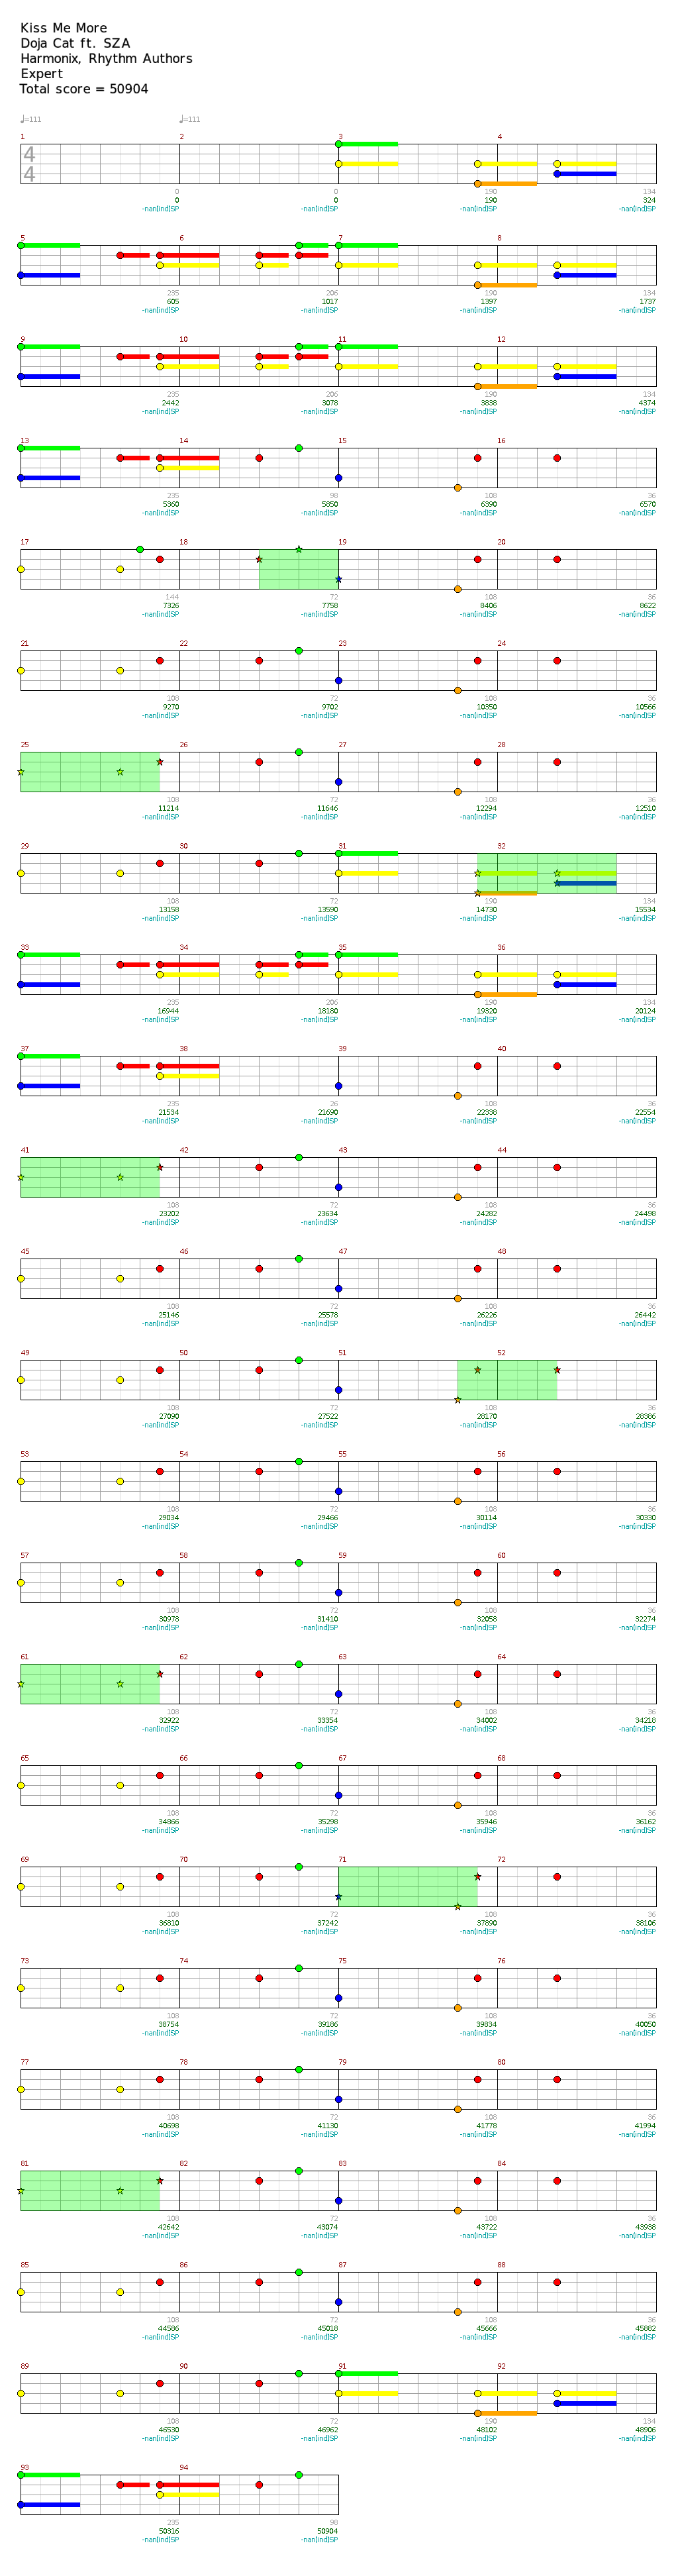 Kiss Me More
Doja Cat ft. SZA
Harmonix, Rhythm Authors
Expert
Total score = 50904
♩=111 ♩=111
1 2 3 4
4
4
0 0 190 134
0 0 190 324
-nan(ind)SP -nan(ind)SP -nan(ind)SP -nan(ind)SP
5 6 7 8
235 206 190 134
605 1017 1397 1737
-nan(ind)SP -nan(ind)SP -nan(ind)SP -nan(ind)SP
9 10 11 12
235 206 190 134
2442 3078 3838 4374
-nan(ind)SP -nan(ind)SP -nan(ind)SP -nan(ind)SP
13 14 15 16
235 98 108 36
5360 5850 6390 6570
-nan(ind)SP -nan(ind)SP -nan(ind)SP -nan(ind)SP
17 18 19 20
144 72 108 36
7326 7758 8406 8622
-nan(ind)SP -nan(ind)SP -nan(ind)SP -nan(ind)SP
21 22 23 24
108 72 108 36
9270 9702 10350 10566
-nan(ind)SP -nan(ind)SP -nan(ind)SP -nan(ind)SP
25 26 27 28
108 72 108 36
11214 11646 12294 12510
-nan(ind)SP -nan(ind)SP -nan(ind)SP -nan(ind)SP
29 30 31 32
108 72 190 134
13158 13590 14730 15534
-nan(ind)SP -nan(ind)SP -nan(ind)SP -nan(ind)SP
33 34 35 36
235 206 190 134
16944 18180 19320 20124
-nan(ind)SP -nan(ind)SP -nan(ind)SP -nan(ind)SP
37 38 39 40
235 26 108 36
21534 21690 22338 22554
-nan(ind)SP -nan(ind)SP -nan(ind)SP -nan(ind)SP
41 42 43 44
108 72 108 36
23202 23634 24282 24498
-nan(ind)SP -nan(ind)SP -nan(ind)SP -nan(ind)SP
45 46 47 48
108 72 108 36
25146 25578 26226 26442
-nan(ind)SP -nan(ind)SP -nan(ind)SP -nan(ind)SP
49 50 51 52
108 72 108 36
27090 27522 28170 28386
-nan(ind)SP -nan(ind)SP -nan(ind)SP -nan(ind)SP
53 54 55 56
108 72 108 36
29034 29466 30114 30330
-nan(ind)SP -nan(ind)SP -nan(ind)SP -nan(ind)SP
57 58 59 60
108 72 108 36
30978 31410 32058 32274
-nan(ind)SP -nan(ind)SP -nan(ind)SP -nan(ind)SP
61 62 63 64
108 72 108 36
32922 33354 34002 34218
-nan(ind)SP -nan(ind)SP -nan(ind)SP -nan(ind)SP
65 66 67 68
108 72 108 36
34866 35298 35946 36162
-nan(ind)SP -nan(ind)SP -nan(ind)SP -nan(ind)SP
69 70 71 72
108 72 108 36
36810 37242 37890 38106
-nan(ind)SP -nan(ind)SP -nan(ind)SP -nan(ind)SP
73 74 75 76
108 72 108 36
38754 39186 39834 40050
-nan(ind)SP -nan(ind)SP -nan(ind)SP -nan(ind)SP
77 78 79 80
108 72 108 36
40698 41130 41778 41994
-nan(ind)SP -nan(ind)SP -nan(ind)SP -nan(ind)SP
81 82 83 84
108 72 108 36
42642 43074 43722 43938
-nan(ind)SP -nan(ind)SP -nan(ind)SP -nan(ind)SP
85 86 87 88
108 72 108 36
44586 45018 45666 45882
-nan(ind)SP -nan(ind)SP -nan(ind)SP -nan(ind)SP
89 90 91 92
108 72 190 134
46530 46962 48102 48906
-nan(ind)SP -nan(ind)SP -nan(ind)SP -nan(ind)SP
93 94
235 98
50316 50904
-nan(ind)SP -nan(ind)SP